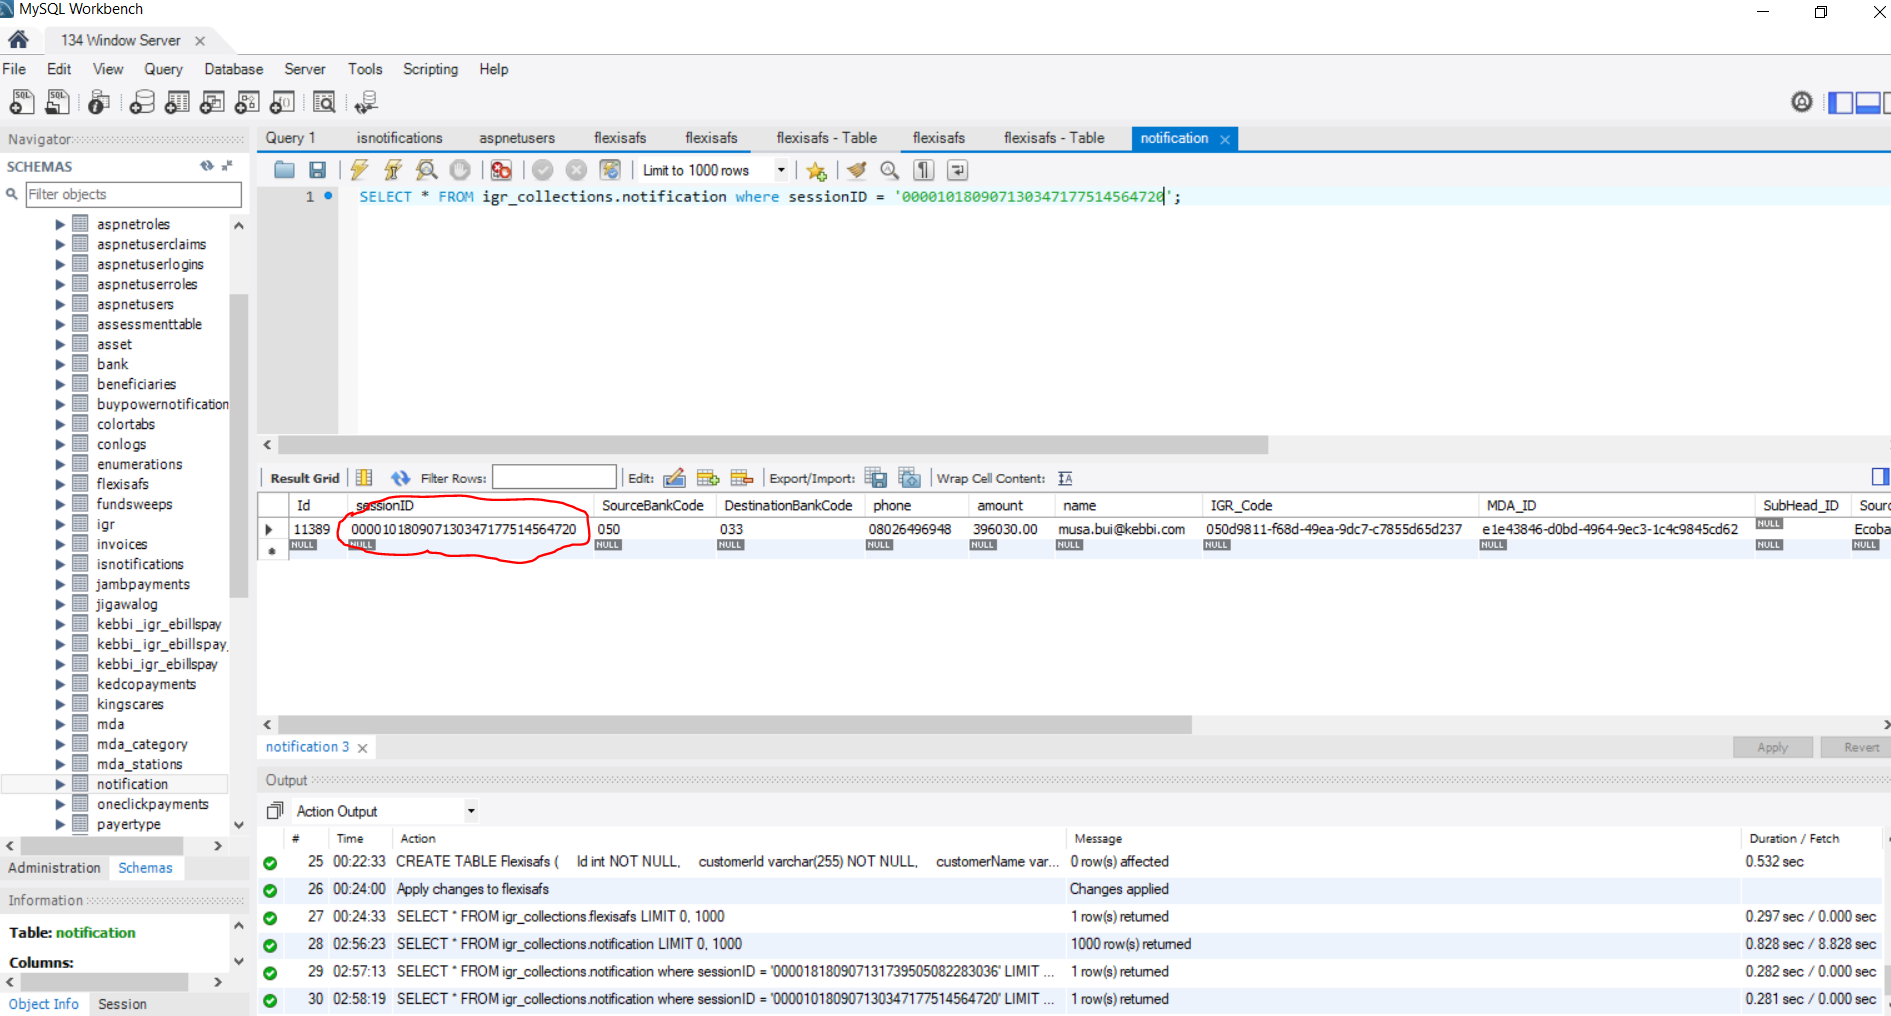 MySQL Workbench
134 Window Server
File Edit View Query Database Server Tools Scripting Help
Navigator
SCHEMAS
Filter objects
aspnetroles
aspnetuserclaims
aspnetuserlogins
aspnetuserroles
aspnetusers
assessmenttable
asset
bank
beneficiaries
buypowernotification
colortabs
conlogs
enumerations
flexisafs
fundsweeps
igr
invoices
isnotifications
jambpayments
jigawalog
kebbi_igr_ebillspay
kebbi_igr_ebillspay_
kebbi_igr_ebillspay
kedcopayments
kingscares
mda
mda_category
mda_stations
notification
oneclickpayments
payertype
Administration Schemas
Information
Table: notification
Columns:
Object Info Session
Query 1 isnotifications aspnetusers flexisafs flexisafs flexisafs - Table flexisafs flexisafs - Table notification
Limit to 1000 rows
1 SELECT * FROM igr_collections.notification where sessionID = '000010180907130347177514564720';
Result Grid Filter Rows: Edit: Export/Import: Wrap Cell Content:
Id sessionID SourceBankCode DestinationBankCode phone amount name IGR_Code MDA_ID SubHead_ID Sourc
11389 000010180907130347177514564720 050 033 08026496948 396030.00 musa.bui@kebbi.com 050d9811-f68d-49ea-9dc7-c7855d65d237 e1e43846-d0bd-4964-9ec3-1c4c9845cd62 NULL Ecoba
NULL NULL NULL NULL NULL NULL NULL NULL NULL NULL NULL
notification 3
Apply Revert
Output
Action Output
# Time Action Message Duration / Fetch
25 00:22:33 CREATE TABLE Flexisafs ( Id int NOT NULL, customerId varchar(255) NOT NULL, customerName var... 0 row(s) affected 0.532 sec
26 00:24:00 Apply changes to flexisafs Changes applied
27 00:24:33 SELECT * FROM igr_collections.flexisafs LIMIT 0, 1000 1 row(s) returned 0.297 sec / 0.000 sec
28 02:56:23 SELECT * FROM igr_collections.notification LIMIT 0, 1000 1000 row(s) returned 0.828 sec / 8.828 sec
29 02:57:13 SELECT * FROM igr_collections.notification where sessionID = '000018180907131739505082283036' LIMIT ... 1 row(s) returned 0.282 sec / 0.000 sec
30 02:58:19 SELECT * FROM igr_collections.notification where sessionID = '000010180907130347177514564720' LIMIT ... 1 row(s) returned 0.281 sec / 0.000 sec